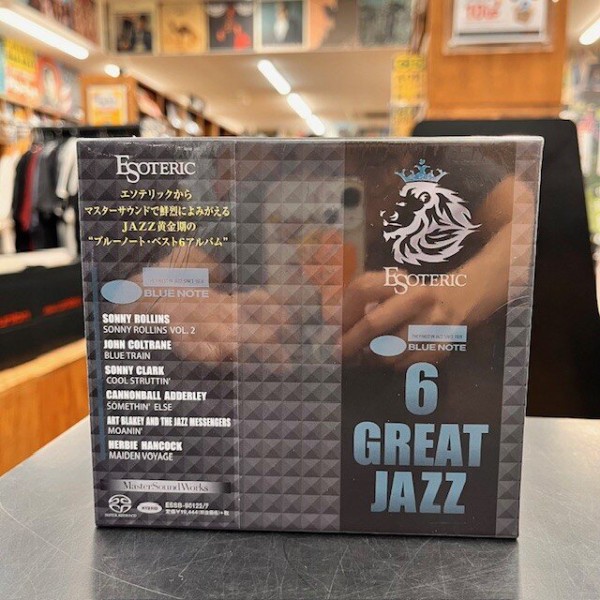 ESOTERIC
エソテリックから
マスターサウンドで鮮烈によみがえる
JAZZ黄金期の
"ブルーノート・ベスト6アルバム"
BLUE NOTE
SONNY ROLLINS
SONNY ROLLINS VOL. 2
JOHN COLTRANE
BLUE TRAIN
SONNY CLARK
COOL STRUTTIN'
CANNONBALL ADDERLEY
SOMETHIN' ELSE
ART BLAKEY AND THE JAZZ MESSENGERS
MOANIN'
HERBIE HANCOCK
MAIDEN VOYAGE
MasterSoundWorks
ESOTERIC
BLUE NOTE
6
GREAT
JAZZ